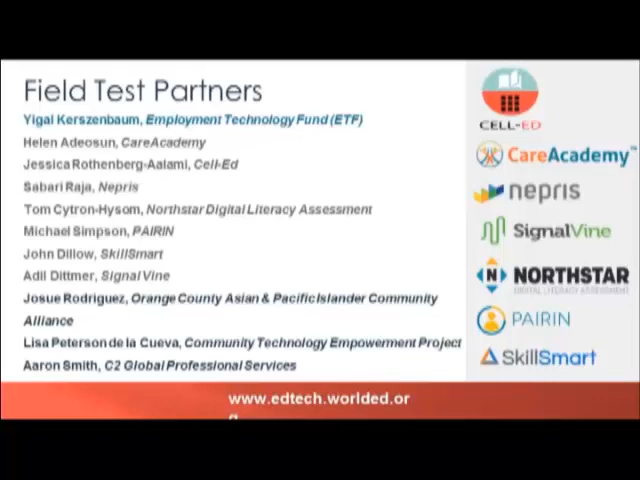 Field Test Partners
Yigal Kerszenbaum, Employment Technology Fund (ETF)
Helen Adeosun, CareAcademy
Jessica Rothenberg-Aalami, Cell-Ed
Sabari Raja, Nepris
Tom Cytron-Hysom, Northstar Digital Literacy Assessment
Michael Simpson, PAIRIN
John Dillow, SkillSmart
Adil Dittmer, Signal Vine
Josue Rodriguez, Orange County Asian & Pacific Islander Community
Alliance
Lisa Peterson de la Cueva, Community Technology Empowerment Project
Aaron Smith, C2 Global Professional Services
CELL-ED
CareAcademy™
nepris
SignalVine
N NORTHSTAR
DIGITAL LITERACY ASSESSMENT
PAIRIN
SkillSmart
www.edtech.worlded.or